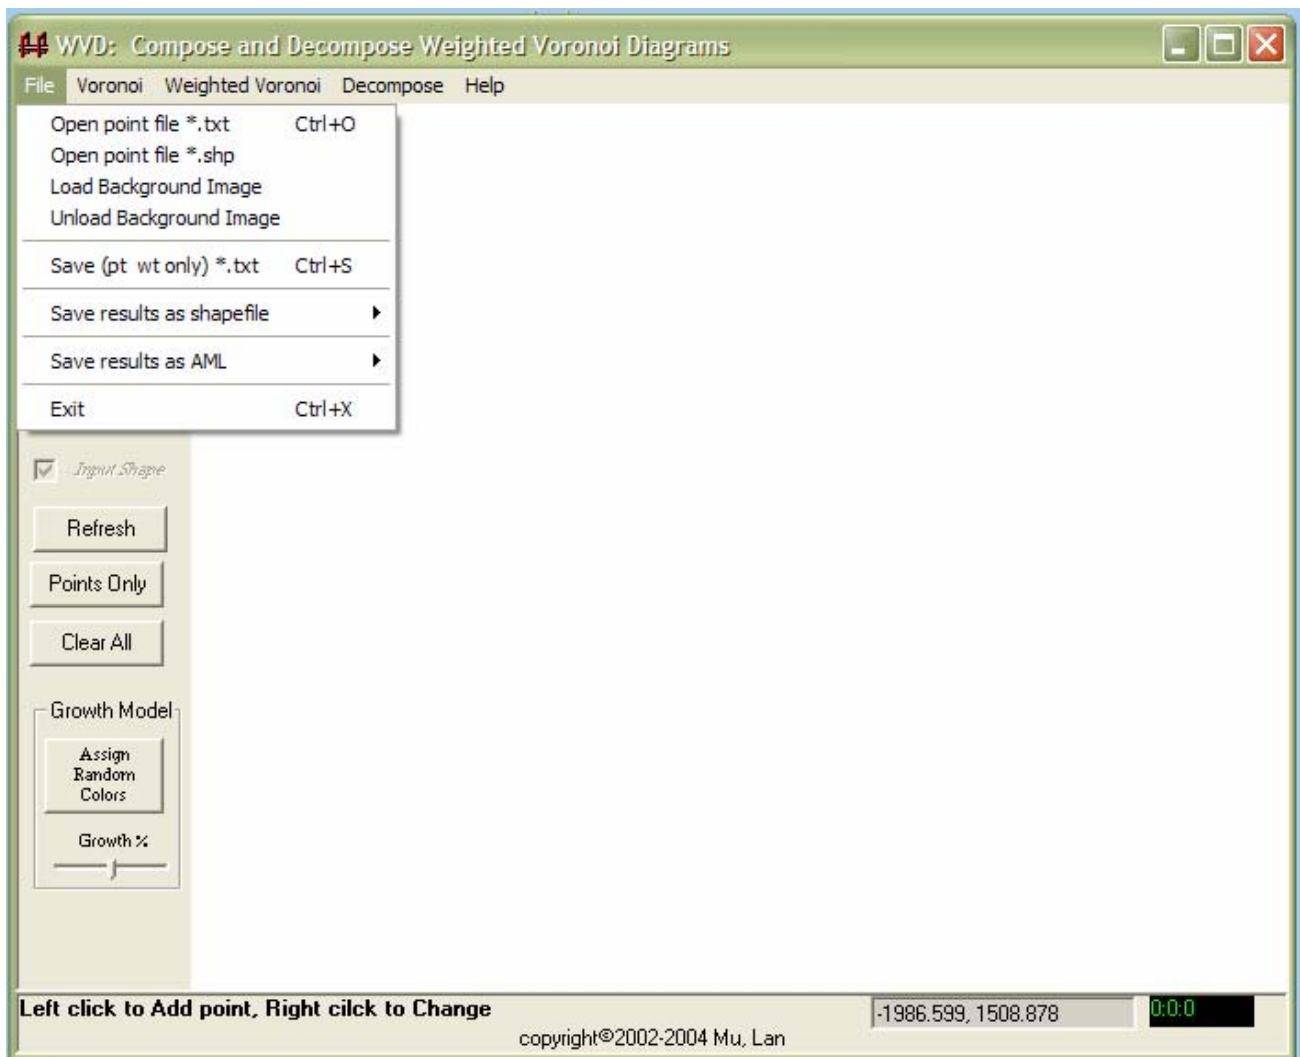 WVD: Compose and Decompose Weighted Voronoi Diagrams
File Voronoi Weighted Voronoi Decompose Help
Open point file *.txt Ctrl+O
Open point file *.shp
Load Background Image
Unload Background Image
Save (pt wt only) *.txt Ctrl+S
Save results as shapefile
Save results as AML
Exit Ctrl+X
Input Shape
Refresh
Points Only
Clear All
Growth Model
Assign
Random
Colors
Growth %
Left click to Add point, Right cilck to Change
-1986.599, 1508.878
0:0:0
copyright©2002-2004 Mu, Lan